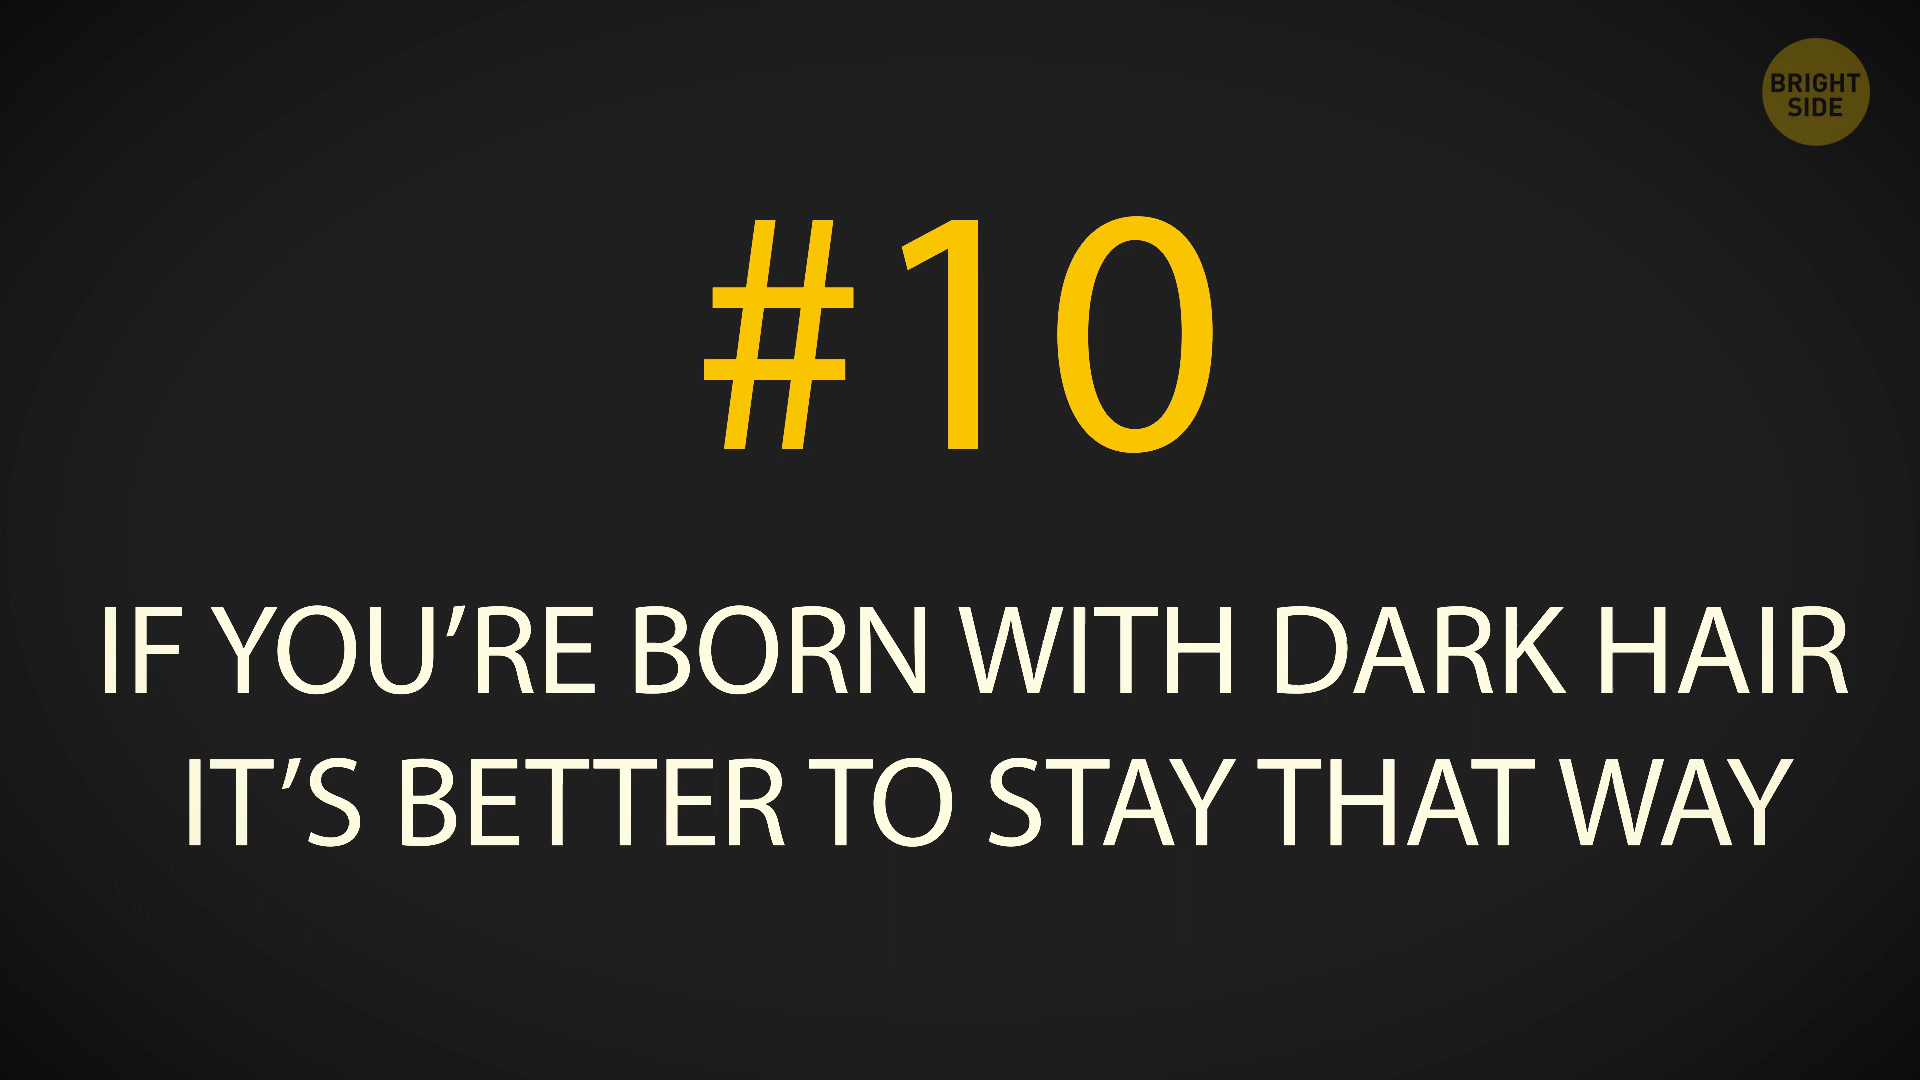 BRIGHT
SIDE
#10
IF YOU’RE BORN WITH DARK HAIR
IT’S BETTER TO STAY THAT WAY